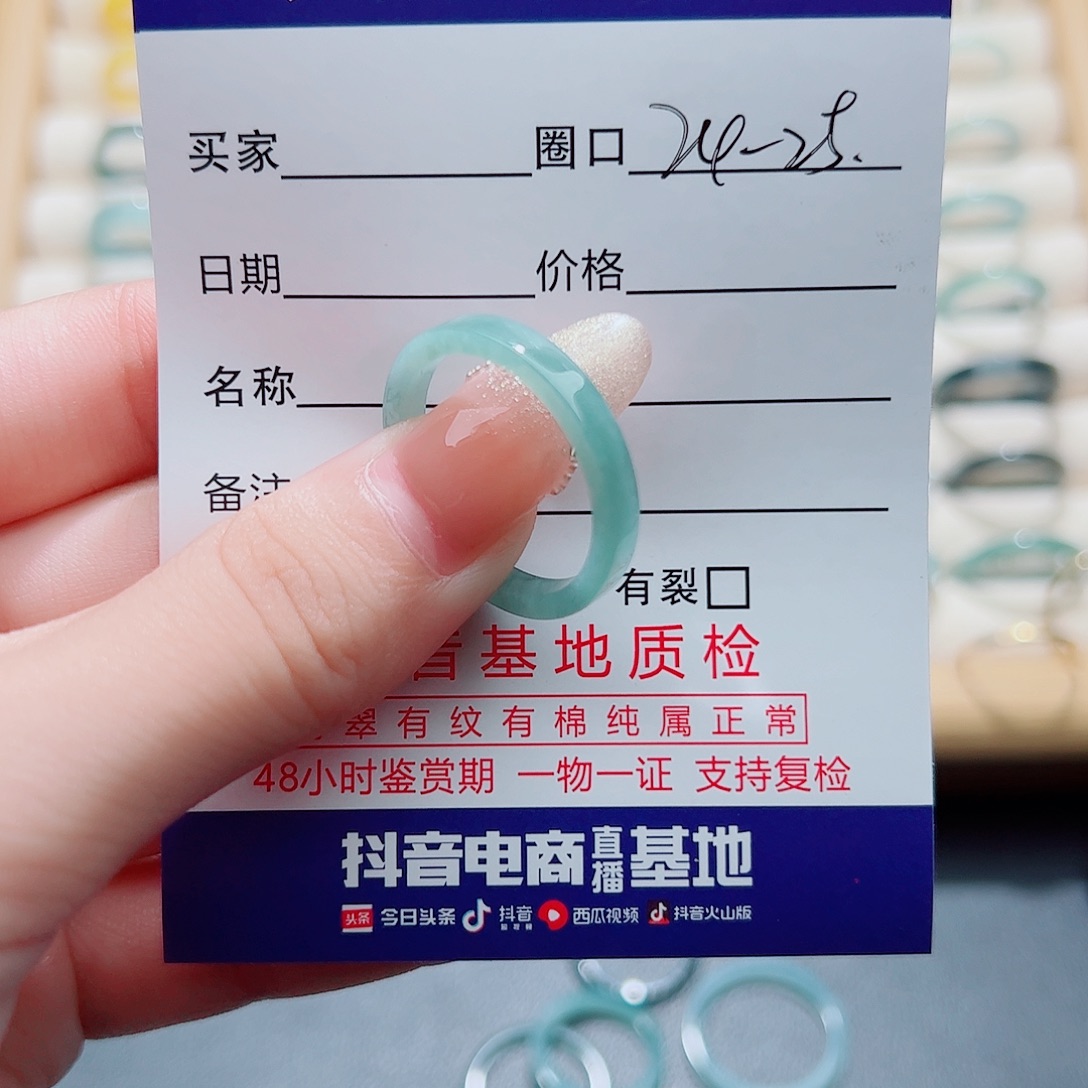 买家 圈口 24-25.
日期 价格
名称
备注
有裂
音基地质检
翠有纹有棉纯属正常
48小时鉴赏期 一物一证 支持复检
抖音电商直播基地
头条 今日头条 抖音 西瓜视频 抖音火山版